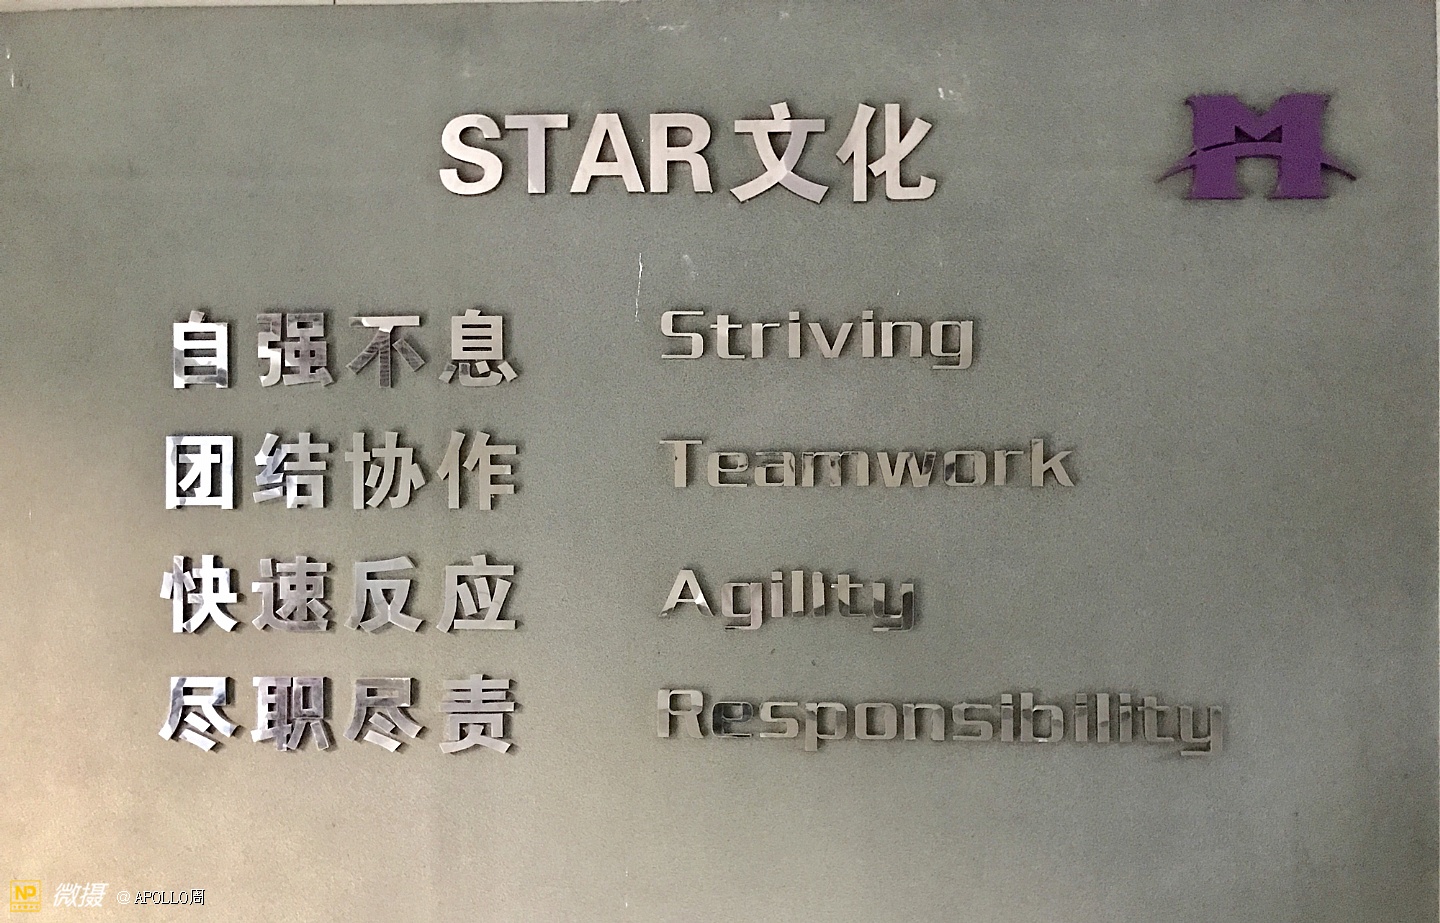 STAR文化
自强不息 Striving
团结协作 Teamwork
快速反应 Agility
尽职尽责 Responsibility
NP 微摄 @ APOLLO周